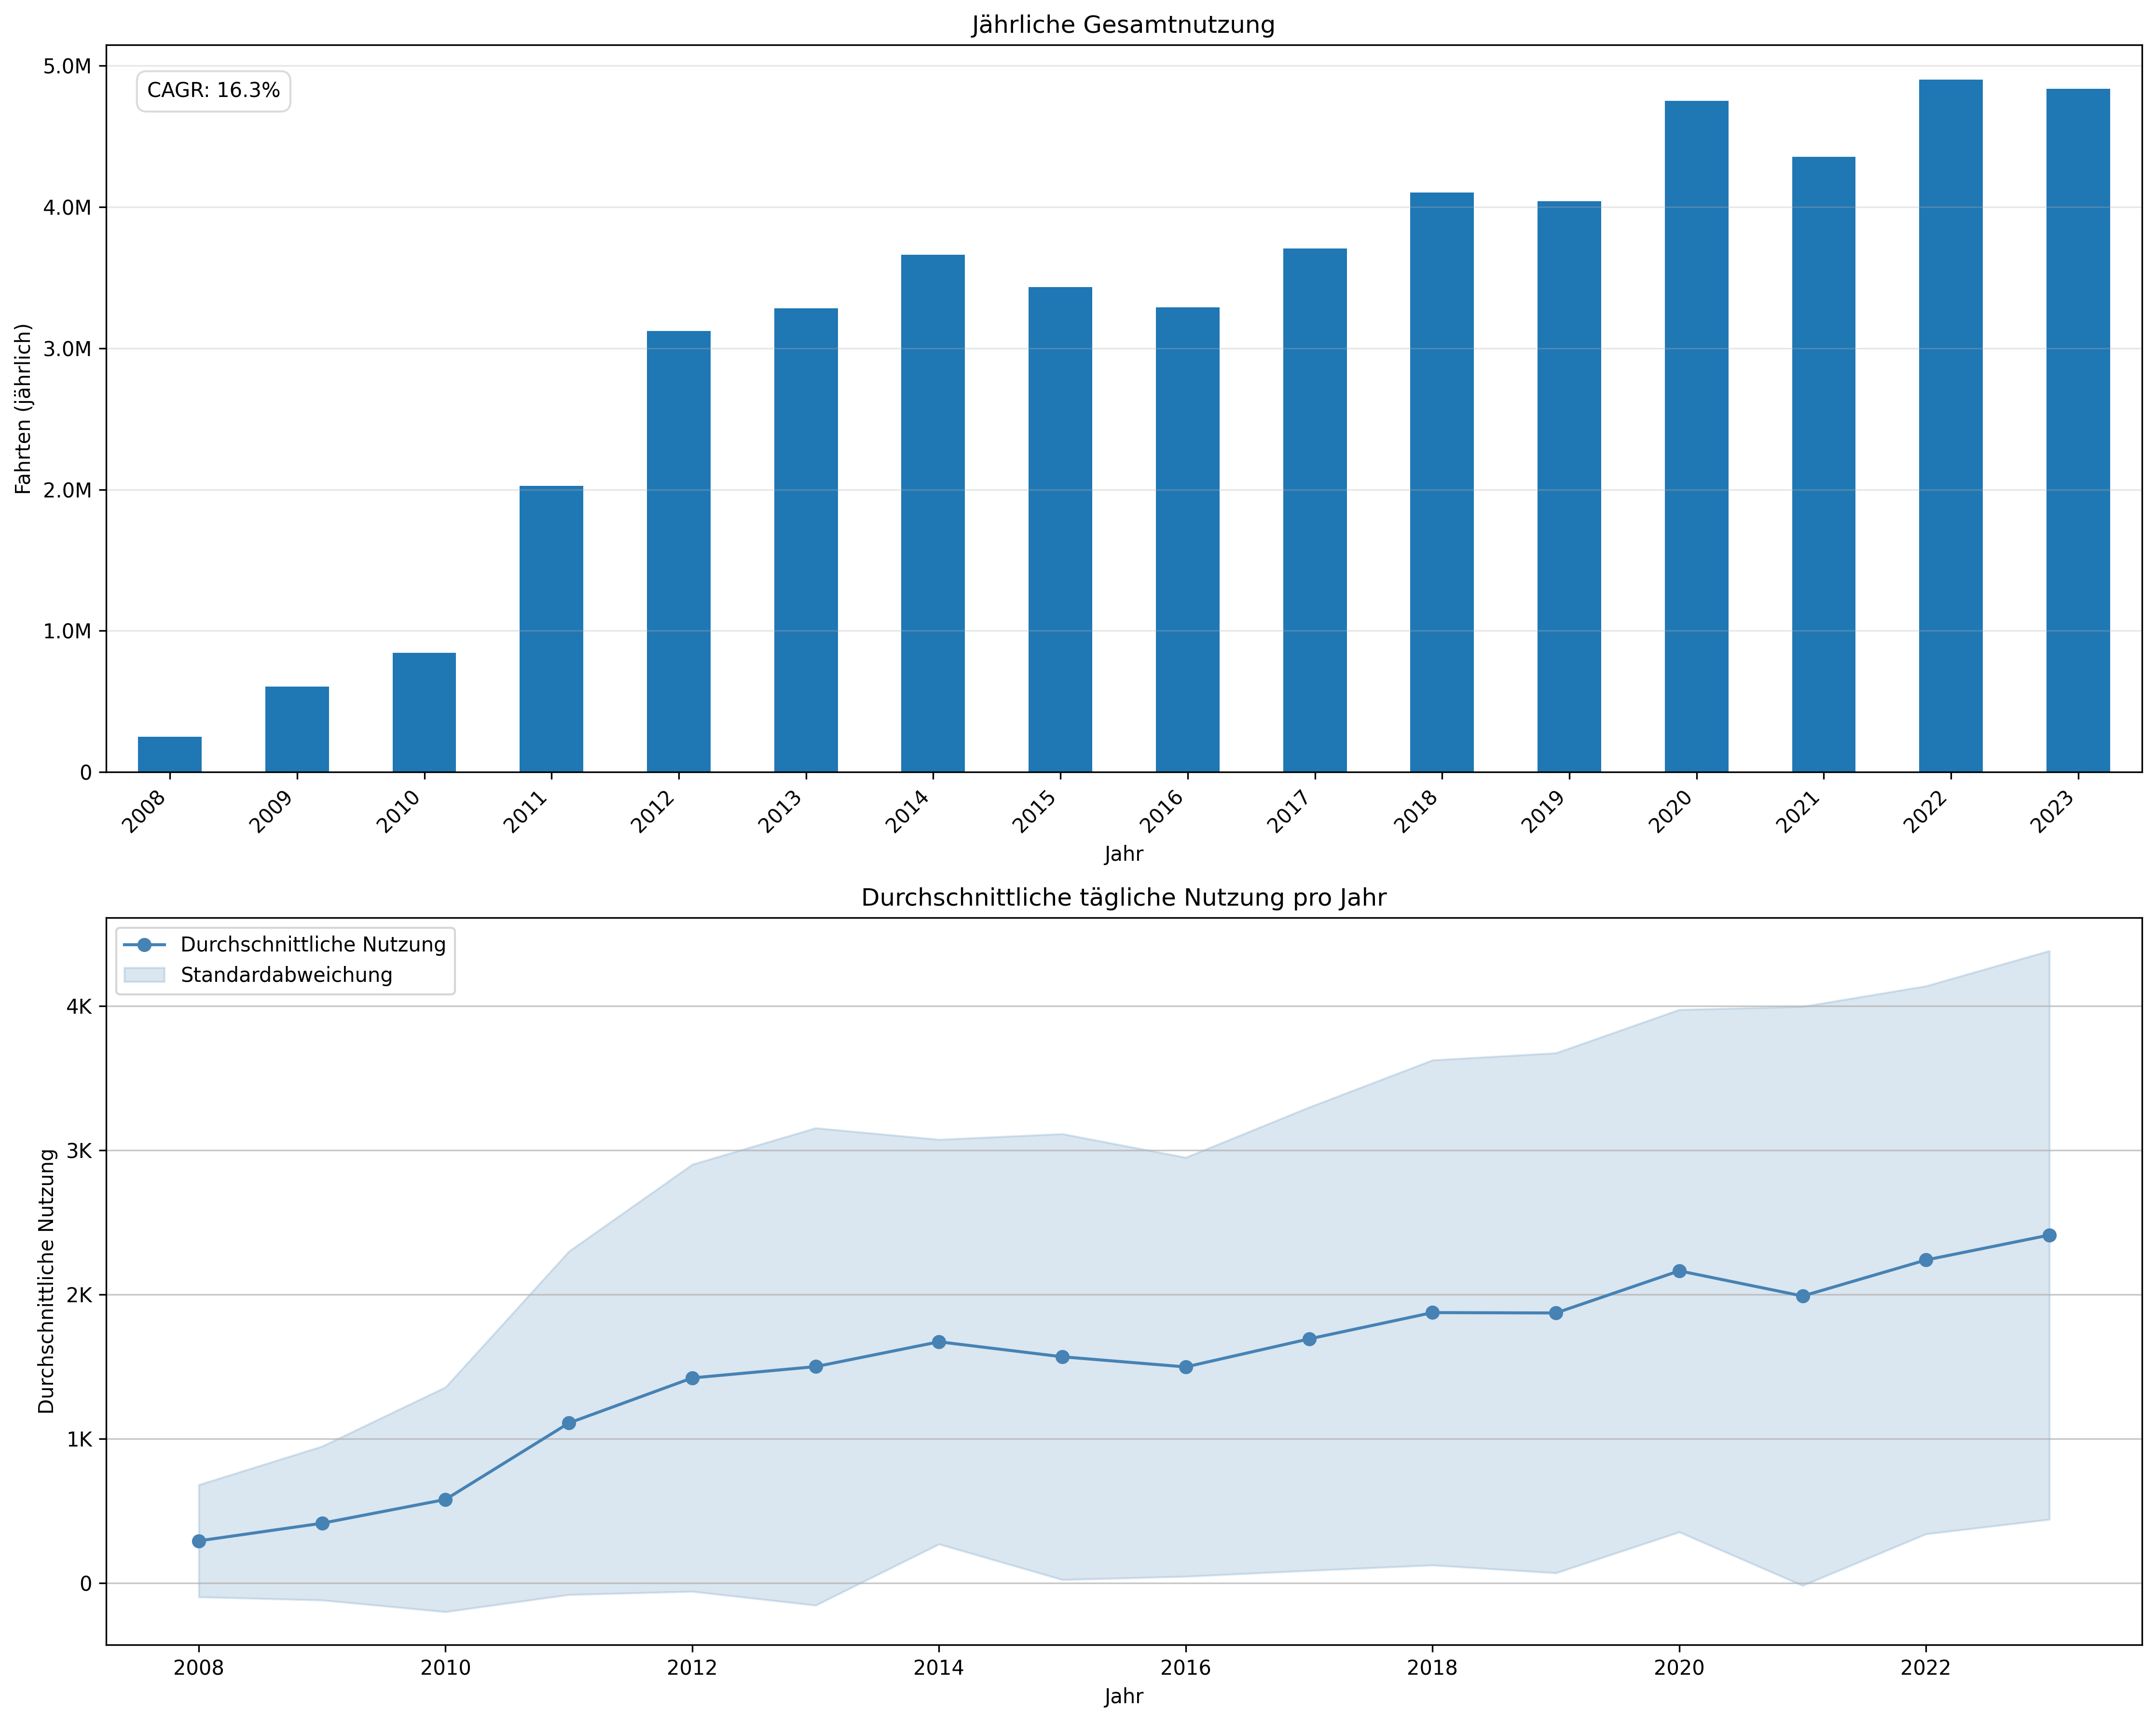 Jährliche Gesamtnutzung
CAGR: 16.3%
5.0M
4.0M
3.0M
2.0M
1.0M
0
Fahrten (jährlich)
2008
2009
2010
2011
2012
2013
2014
2015
2016
2017
2018
2019
2020
2021
2022
2023
Jahr
Durchschnittliche tägliche Nutzung pro Jahr
Durchschnittliche Nutzung
Standardabweichung
4K
3K
2K
1K
0
Durchschnittliche Nutzung
2008
2010
2012
2014
2016
2018
2020
2022
Jahr